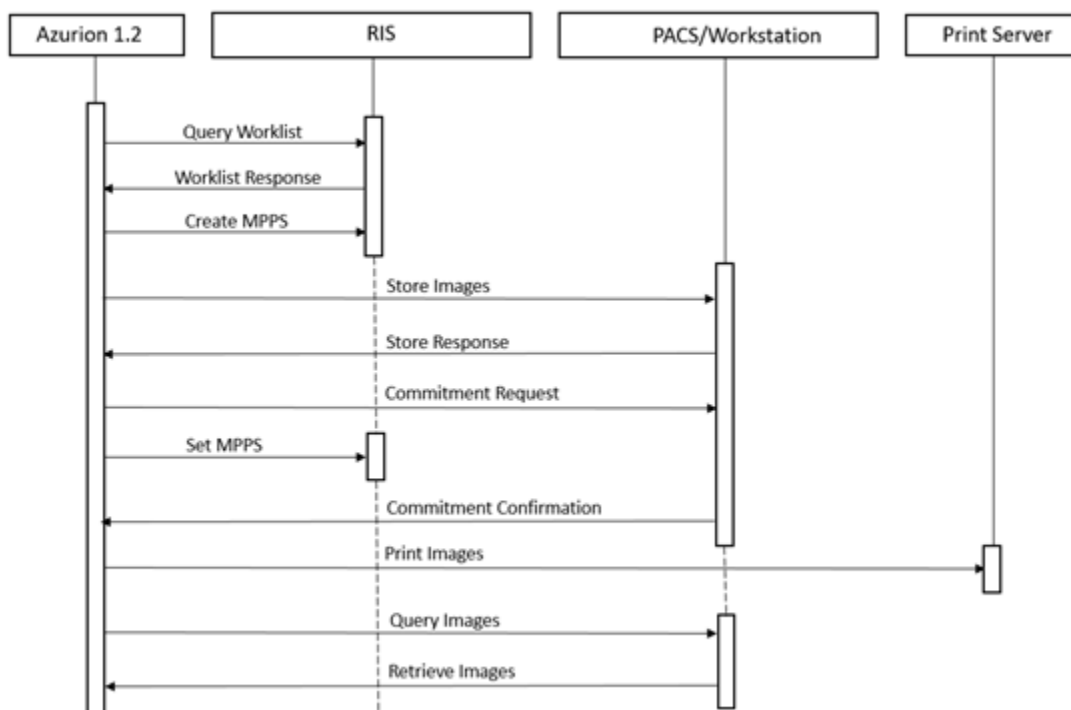 Azurion 1.2
RIS
PACS/Workstation
Print Server
Query Worklist
Worklist Response
Create MPPS
Store Images
Store Response
Commitment Request
Set MPPS
Commitment Confirmation
Print Images
Query Images
Retrieve Images